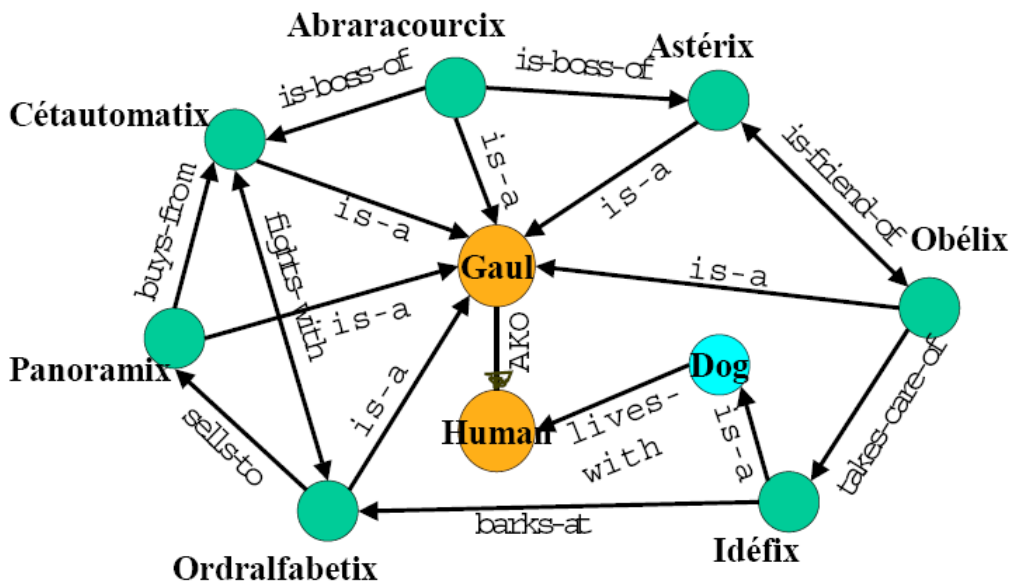 Abraracourcix
Astérix
is-boss-of
is-boss-of
Cétautomatix
is-friend-of
is-a
is-a
buys-from
is-a
fights-with
Obélix
Gaul
is-a
is-a
AKO
Panoramix
Dog
takes-care-of
is-a
lives-
with
is-a
Human
sells-to
barks-at
Idéfix
Ordralfabetix